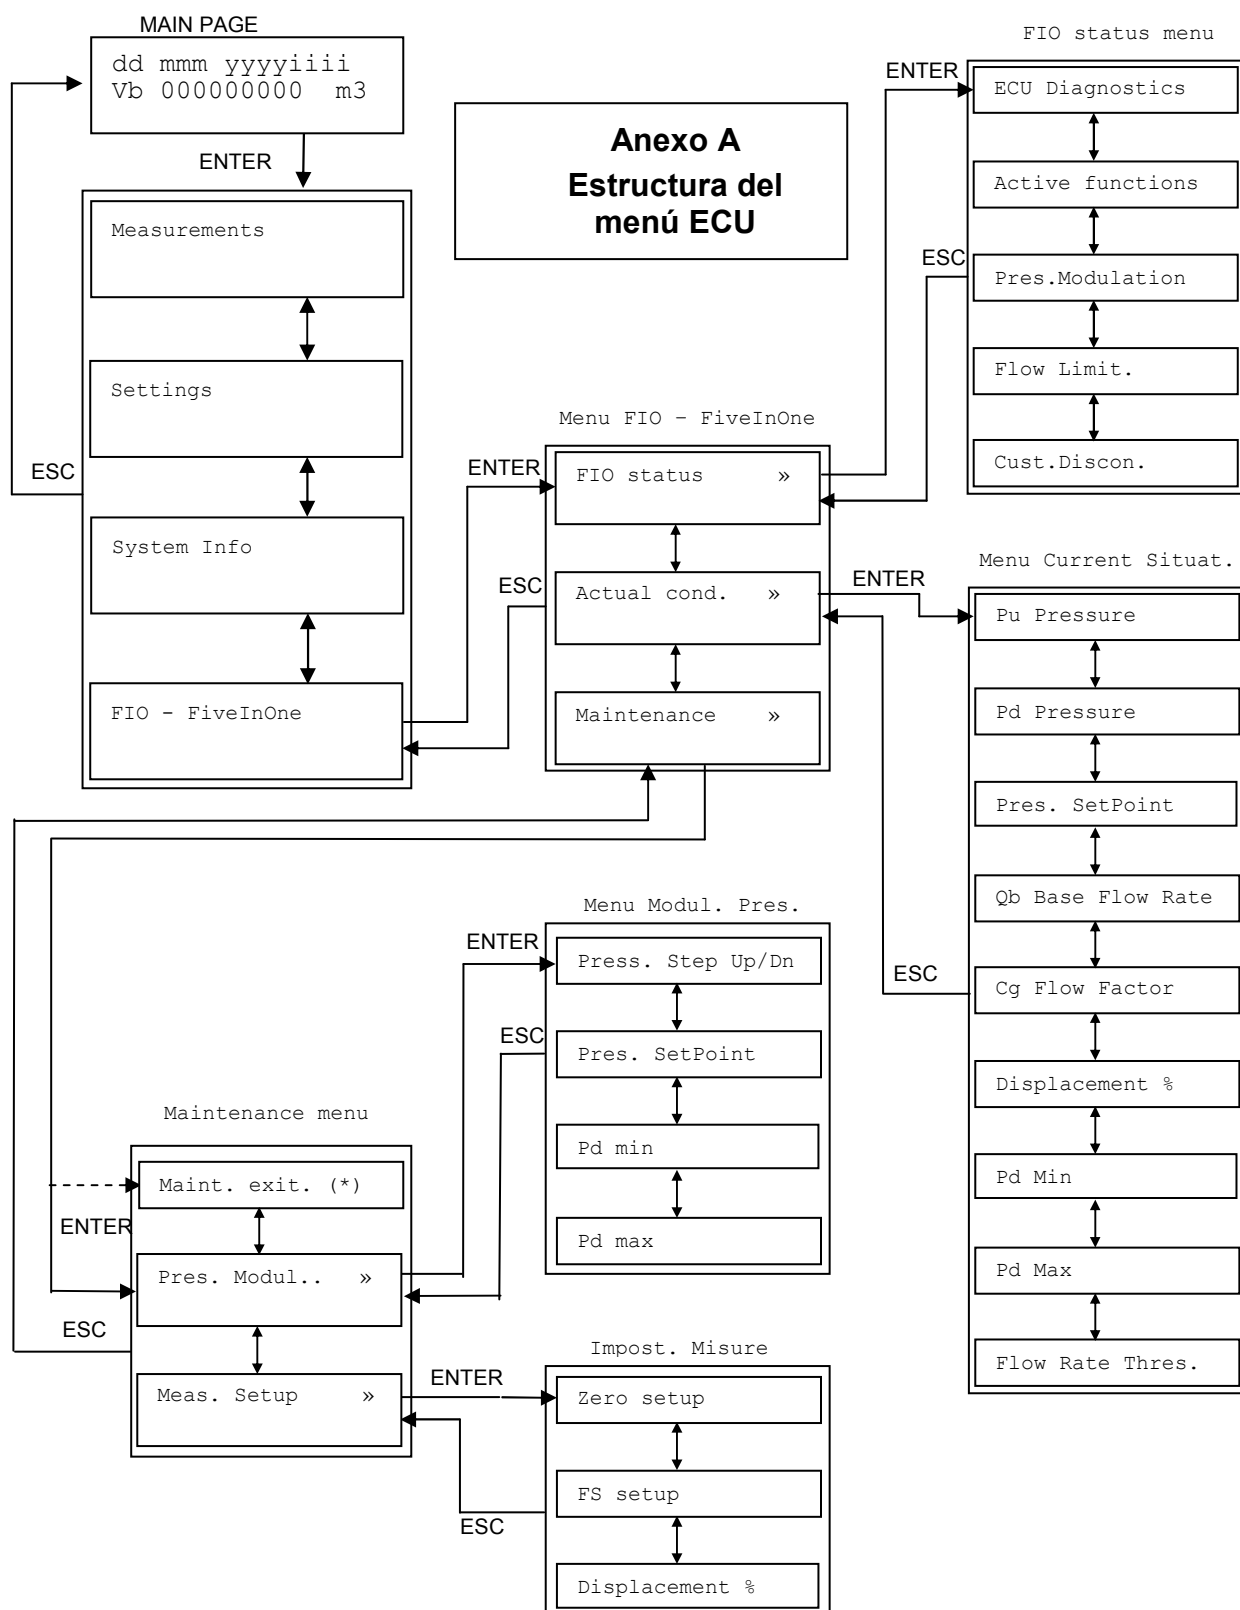 MAIN PAGE
dd mmm yyyyiiii
Vb 000000000 m3
ENTER
Measurements
Settings
System Info
FIO - FiveInOne
ESC
Anexo A
Estructura del
menú ECU
FIO status menu
ENTER
ECU Diagnostics
Active functions
Pres.Modulation
Flow Limit.
Cust.Discon.
ESC
Menu FIO – FiveInOne
ENTER
FIO status »
Actual cond. »
Maintenance »
ESC
Menu Current Situat.
ENTER
Pu Pressure
Pd Pressure
Pres. SetPoint
Qb Base Flow Rate
Cg Flow Factor
Displacement %
Pd Min
Pd Max
Flow Rate Thres.
ESC
Menu Modul. Pres.
ENTER
Press. Step Up/Dn
Pres. SetPoint
Pd min
Pd max
ESC
Maintenance menu
Maint. exit. (*)
ENTER
Pres. Modul.. »
ESC
Meas. Setup »
Impost. Misure
ENTER
Zero setup
FS setup
Displacement %
ESC